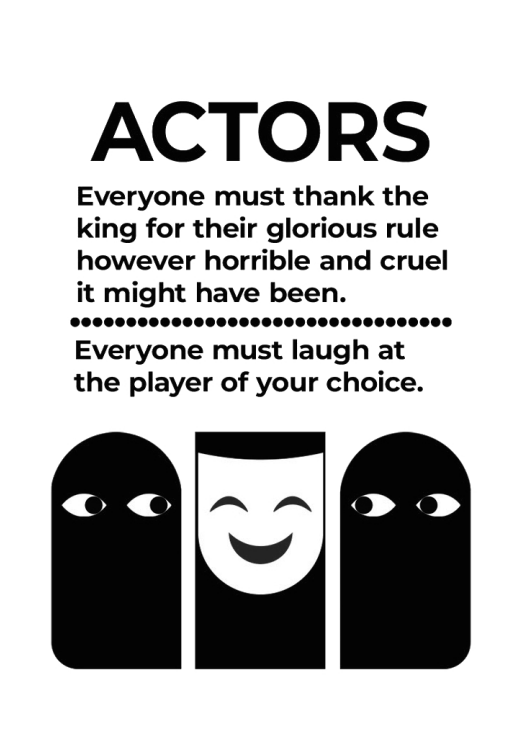 ACTORS
Everyone must thank the
king for their glorious rule
however horrible and cruel
it might have been.
Everyone must laugh at
the player of your choice.